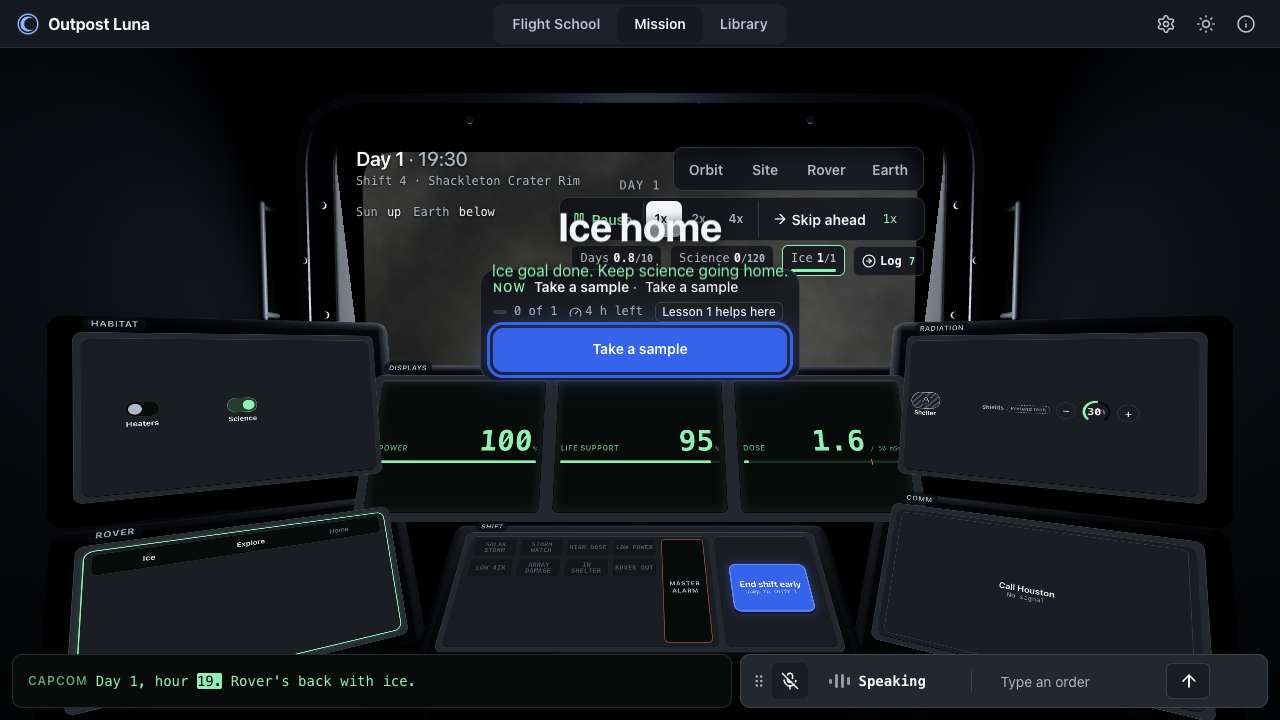 Outpost Luna
Flight School Mission Library
Day 1 · 19:30
Shift 4 · Shackleton Crater Rim
DAY 1
Orbit Site Rover Earth
Sun up Earth below
Pause 1x 2x 4x Skip ahead 1x
Ice home
Days 0.8/10 Science 0/120 Ice 1/1 Log 7
Ice goal done. Keep science going home.
NOW Take a sample · Take a sample
0 of 1 4 h left Lesson 1 helps here
Take a sample
HABITAT
Heaters
Science
DISPLAYS
POWER 100%
LIFE SUPPORT 95%
DOSE 1.6 / 50 mSv
RADIATION
Shelter
Shields Pretend tech − 30% +
ROVER
Ice Explore Home
SHIFT
SOLAR STORM
STORM WATCH
HIGH DOSE
LOW POWER
LOW AIR
ARRAY DAMAGE
IN SHELTER
ROVER OUT
MASTER ALARM
End shift early
COMM
Call Houston
No signal
CAPCOM Day 1, hour 19. Rover's back with ice.
Speaking
Type an order